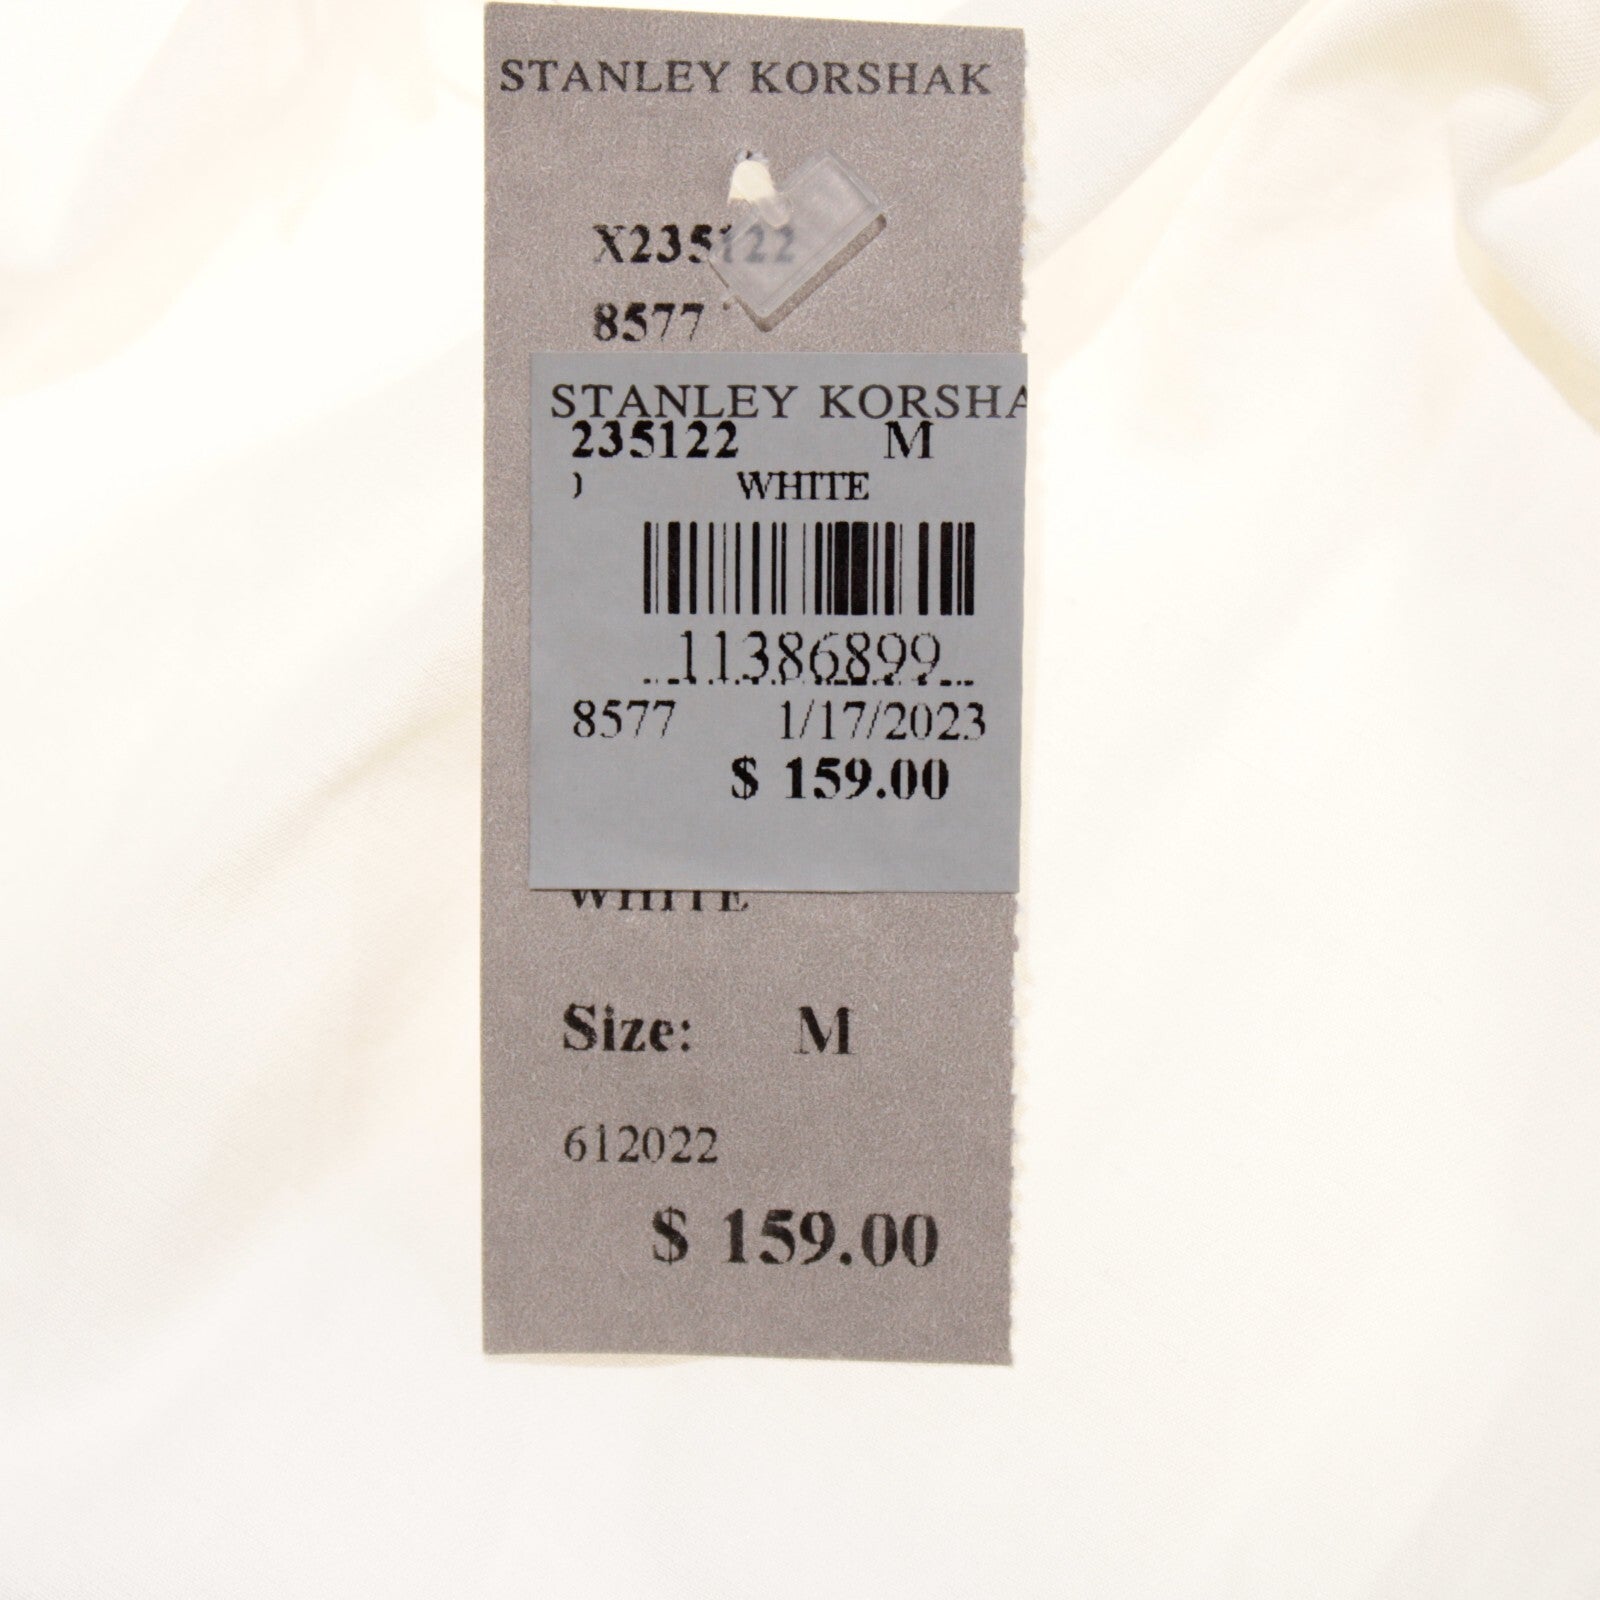 STANLEY KORSHAK
X235122
8577
STANLEY KORSHA
235122 M
) WHITE
11386899
8577 1/17/2023
$ 159.00
WHITE
Size: M
612022
$ 159.00